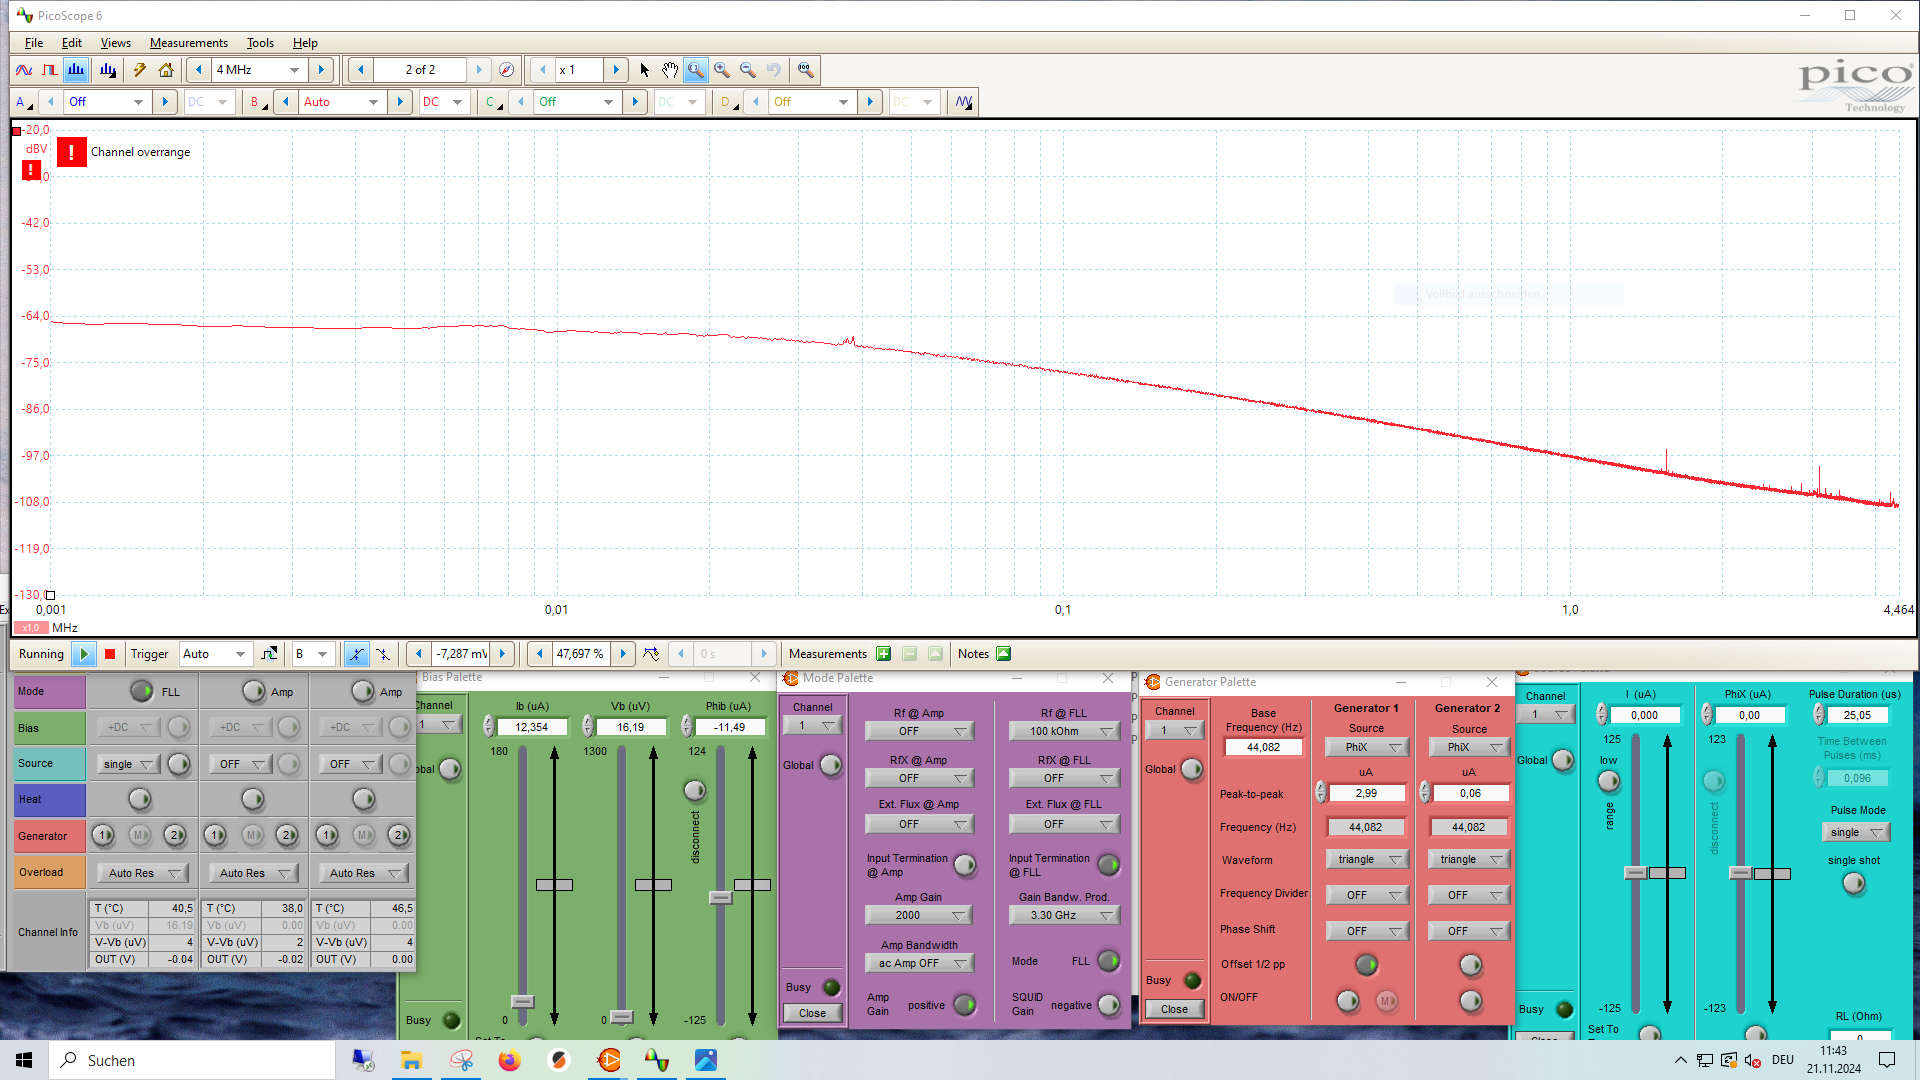 PicoScope 6
File Edit Views Measurements Tools Help
4 MHz 2 of 2 x 1
pico
Technology
A Off DC B Auto DC C Off DC D Off DC
-20,0
dBV
! Channel overrange
!
-42,0
-53,0
Vollbild ausschneiden
-64,0
-75,0
-86,0
-97,0
-108,0
-119,0
-130,0
0,001 0,01 0,1 1,0 4,464
x1.0 MHz
Running Trigger Auto B -7,287 mV 47,697 % 0 s Measurements Notes
Mode FLL Amp Amp
Bias +DC +DC +DC
Source single OFF OFF
Heat
Generator 1 M 2 1 M 2 1 M 2
Overload Auto Res Auto Res Auto Res
Channel Info
T (°C) 40,5 T (°C) 38,0 T (°C) 46,5
Vb (uV) 16.19 Vb (uV) 0.00 Vb (uV) 0.00
V-Vb (uV) 4 V-Vb (uV) 2 V-Vb (uV) 4
OUT (V) -0.04 OUT (V) -0.02 OUT (V) 0.00
Bias Palette
Channel
1
Ib (uA) Vb (uV) Phib (uA)
12,354 16,19 -11,49
180 1300 124
disconnect
0 0 -125
Busy
Mode Palette
Channel
1
Global
Rf @ Amp Rf @ FLL
OFF 100 kOhm
RfX @ Amp RfX @ FLL
OFF OFF
Ext. Flux @ Amp Ext. Flux @ FLL
OFF OFF
Input Termination @ Amp Input Termination @ FLL
Amp Gain Gain Bandw. Prod.
2000 3.30 GHz
Amp Bandwidth
ac Amp OFF Mode FLL
Amp Gain positive SQUID Gain negative
Busy
Close
Generator Palette
Channel
1
Global
Base Frequency (Hz)
44,082
Generator 1 Generator 2
Source Source
PhiX PhiX
uA uA
Peak-to-peak 2,99 0,06
Frequency (Hz) 44,082 44,082
Waveform triangle triangle
Frequency Divider OFF OFF
Phase Shift OFF OFF
Offset 1/2 pp
ON/OFF M
Busy
Close
Channel
1
Global
I (uA) PhiX (uA) Pulse Duration (us)
0,000 0,00 25,05
125 123
low
range
disconnect
Time Between Pulses (ms)
0,096
Pulse Mode
single
single shot
-125 -123
Busy
Set To
RL (Ohm)
Suchen
DEU
11:43
21.11.2024